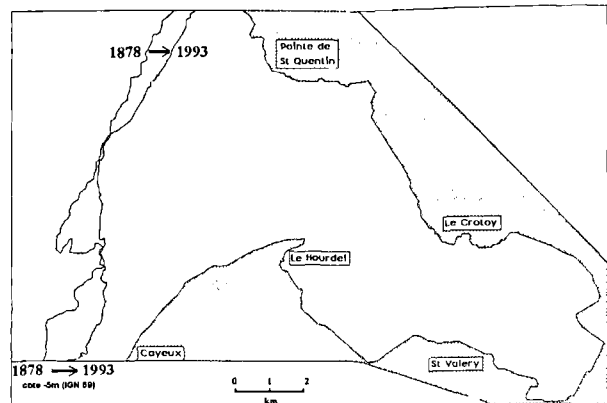 1878 → 1993
Pointe de
St Quentin
Le Crotoy
Le Hourdel
Cayeux
St Valery
1878 → 1993
cote -5m (IGN 69)
0 1 2
km